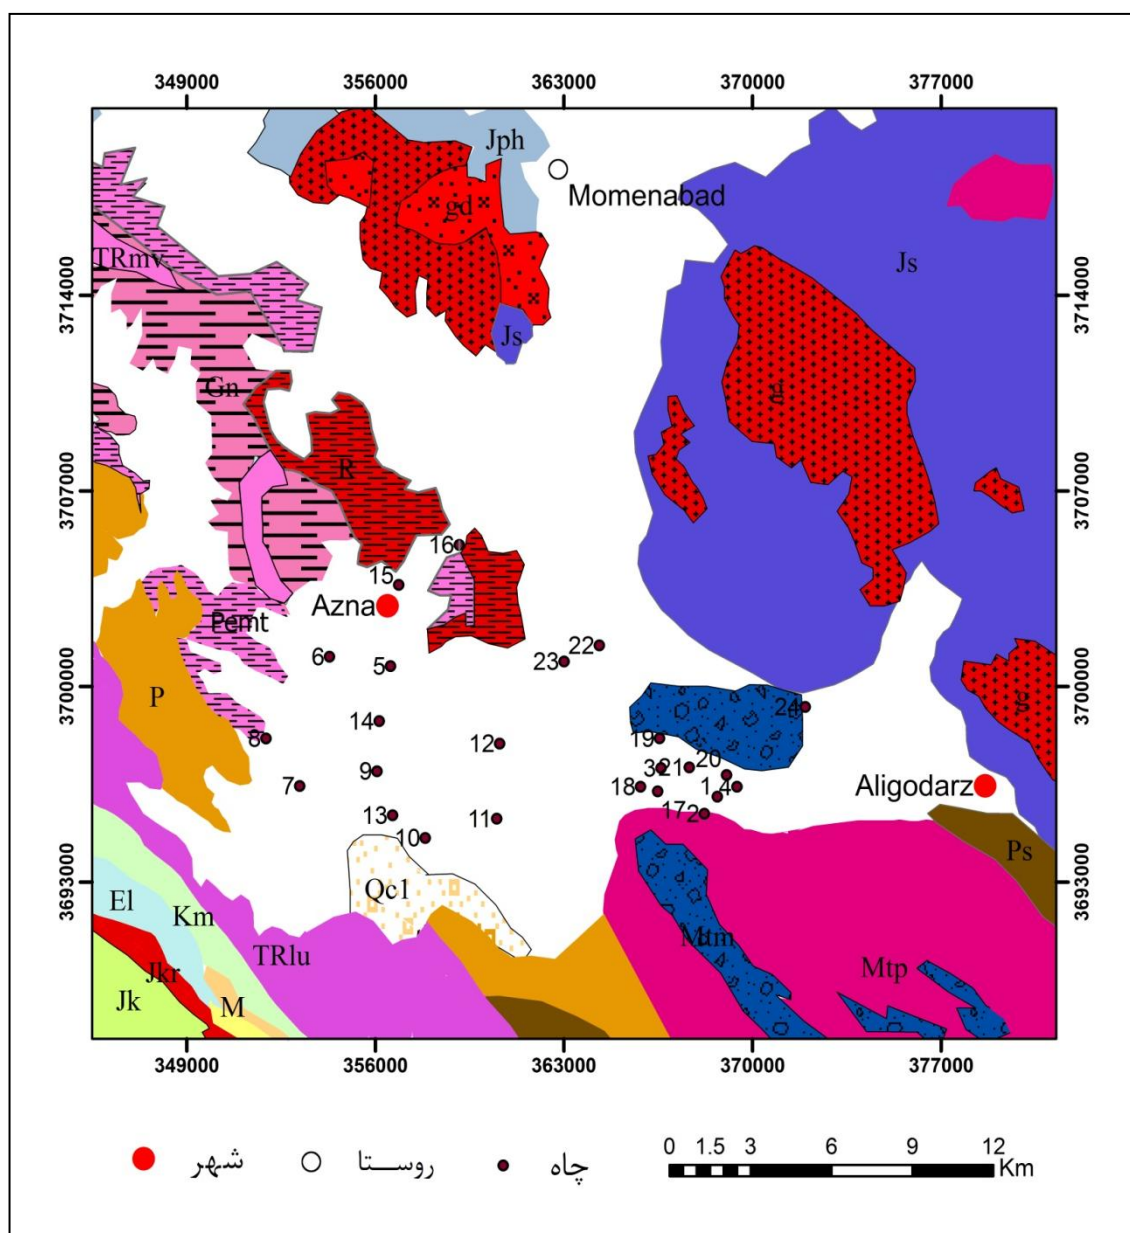 349000 356000 363000 370000 377000
Jph
Momenabad
gd
TRmv
Js
3714000 3714000
Js
Gn
R
3707000 3707000
16
15
Azna
Pemt
22
6 5 23
P
3700000 3700000
24
14
8 12 19
9 3 21 20
7 18 1 4 Aligodarz
13 11 17 2
10
Ps
Qc1
3693000 3693000
El
Km
Mtm
TRlu
Jkr Mtp
Jk M
349000 356000 363000 370000 377000
شهر روستا چاه 0 1.5 3 6 9 12
Km